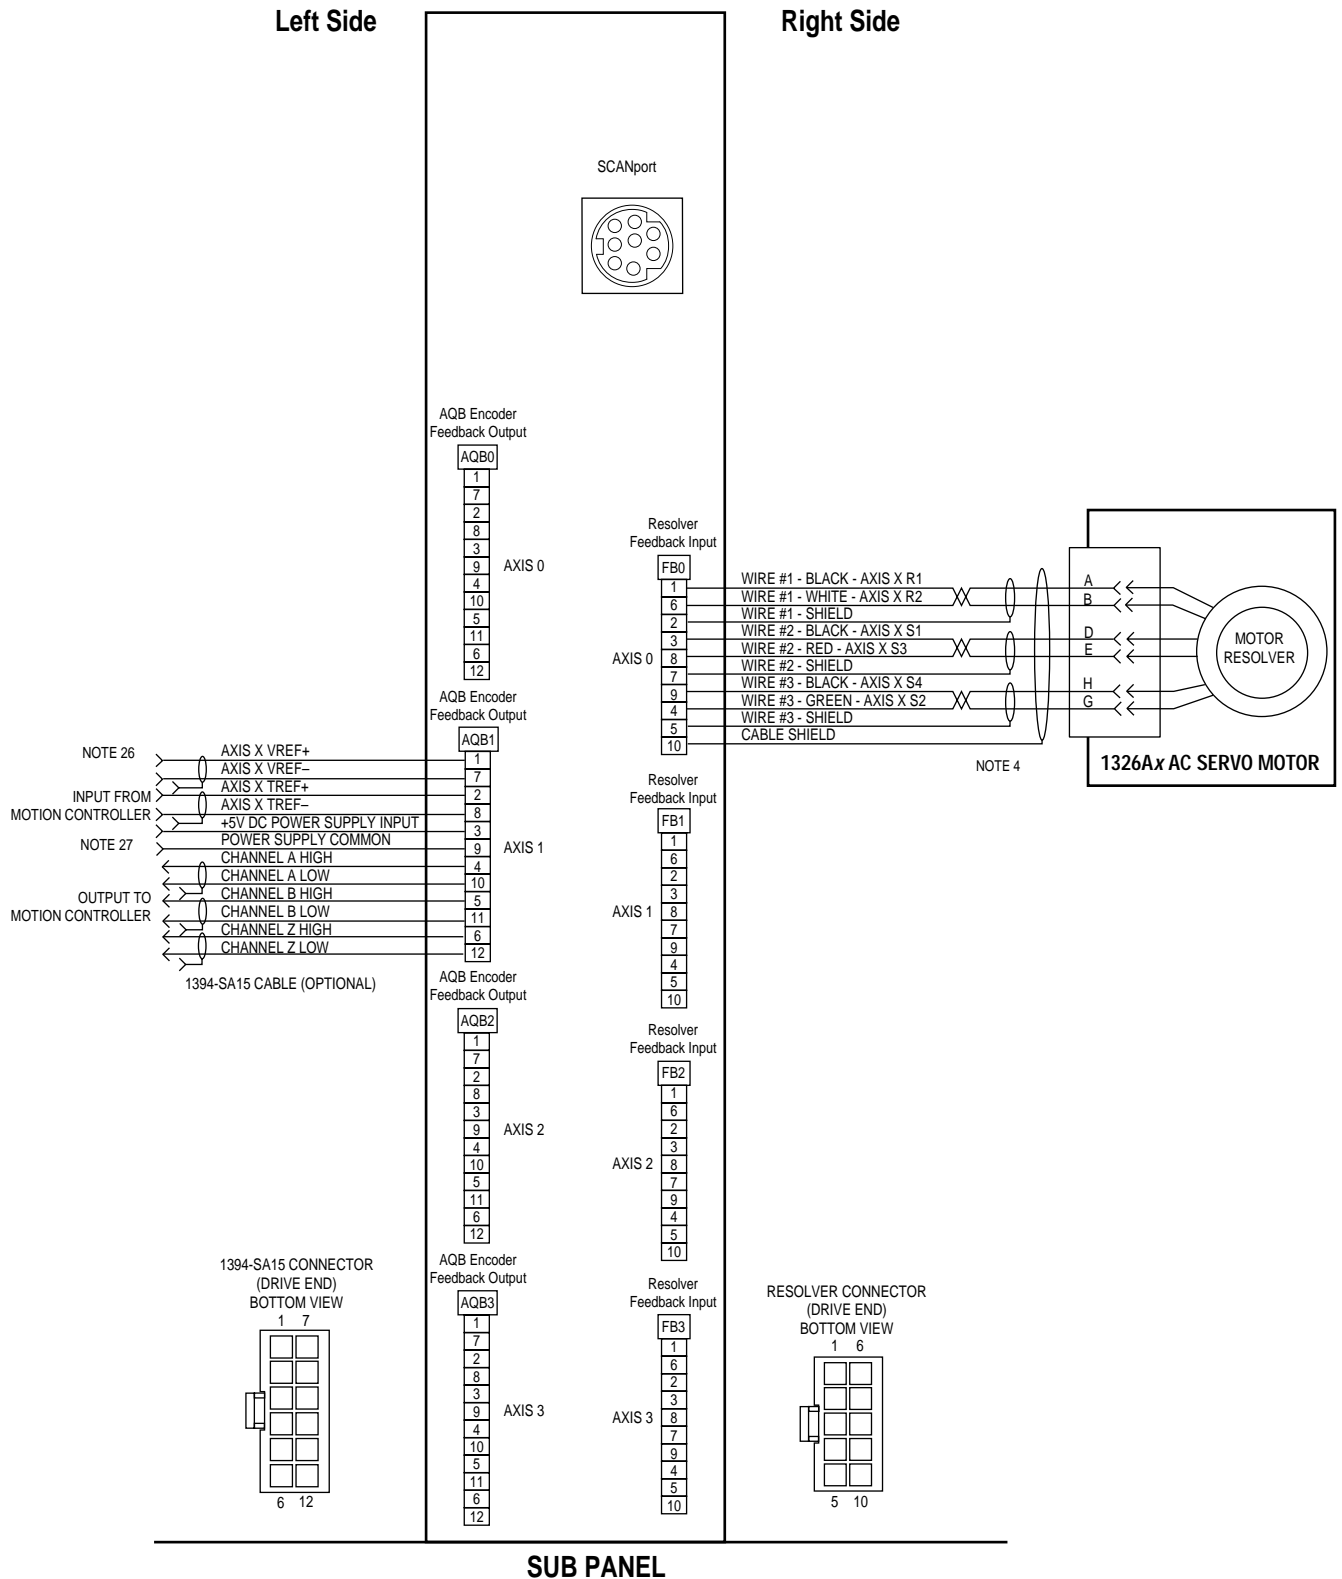 Left Side
Right Side
SCANport
AQB Encoder
Feedback Output
AQB0
1
7
2
8
3
9
4
10
5
11
6
12
AXIS 0
Resolver
Feedback Input
FB0
1
6
2
3
8
7
9
4
5
10
AXIS 0
WIRE #1 - BLACK - AXIS X R1
WIRE #1 - WHITE - AXIS X R2
WIRE #1 - SHIELD
WIRE #2 - BLACK - AXIS X S1
WIRE #2 - RED - AXIS X S3
WIRE #2 - SHIELD
WIRE #3 - BLACK - AXIS X S4
WIRE #3 - GREEN - AXIS X S2
WIRE #3 - SHIELD
CABLE SHIELD
NOTE 4
A
B
D
E
H
G
MOTOR
RESOLVER
1326Ax AC SERVO MOTOR
AQB Encoder
Feedback Output
AQB1
1
7
2
8
3
9
4
10
5
11
6
12
AXIS 1
NOTE 26
INPUT FROM
MOTION CONTROLLER
NOTE 27
OUTPUT TO
MOTION CONTROLLER
AXIS X VREF+
AXIS X VREF–
AXIS X TREF+
AXIS X TREF–
+5V DC POWER SUPPLY INPUT
POWER SUPPLY COMMON
CHANNEL A HIGH
CHANNEL A LOW
CHANNEL B HIGH
CHANNEL B LOW
CHANNEL Z HIGH
CHANNEL Z LOW
1394-SA15 CABLE (OPTIONAL)
Resolver
Feedback Input
FB1
1
6
2
3
8
7
9
4
5
10
AXIS 1
AQB Encoder
Feedback Output
AQB2
1
7
2
8
3
9
4
10
5
11
6
12
AXIS 2
Resolver
Feedback Input
FB2
1
6
2
3
8
7
9
4
5
10
AXIS 2
1394-SA15 CONNECTOR
(DRIVE END)
BOTTOM VIEW
1 7
6 12
AQB Encoder
Feedback Output
AQB3
1
7
2
8
3
9
4
10
5
11
6
12
AXIS 3
Resolver
Feedback Input
FB3
1
6
2
3
8
7
9
4
5
10
AXIS 3
RESOLVER CONNECTOR
(DRIVE END)
BOTTOM VIEW
1 6
5 10
SUB PANEL